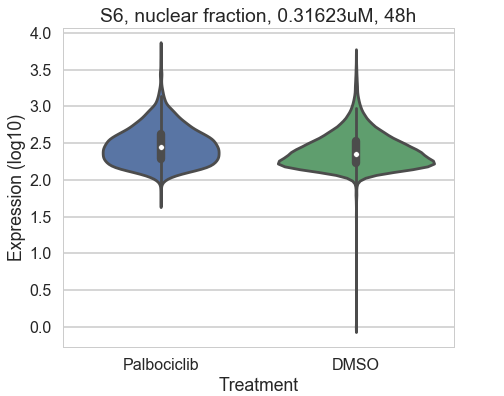 S6, nuclear fraction, 0.31623uM, 48h
4.0
3.5
3.0
2.5
2.0
1.5
1.0
0.5
0.0
Expression (log10)
Palbociclib
DMSO
Treatment